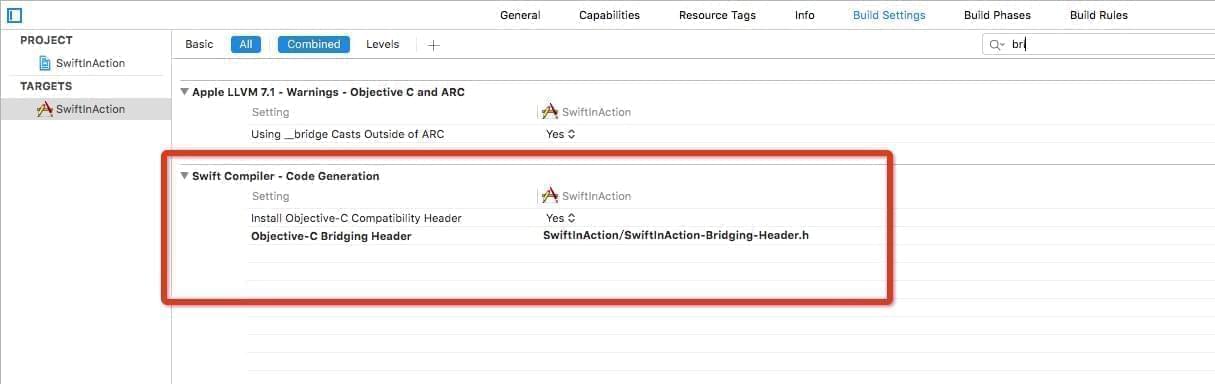 General Capabilities Resource Tags Info Build Settings Build Phases Build Rules
PROJECT
SwiftInAction
TARGETS
SwiftInAction
Basic All Combined Levels + bri
Apple LLVM 7.1 - Warnings - Objective C and ARC
Setting SwiftInAction
Using __bridge Casts Outside of ARC Yes
Swift Compiler - Code Generation
Setting SwiftInAction
Install Objective-C Compatibility Header Yes
Objective-C Bridging Header SwiftInAction/SwiftInAction-Bridging-Header.h